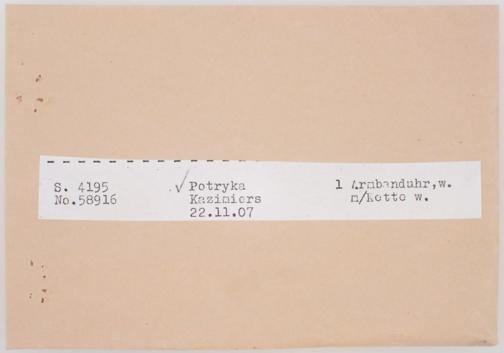 S. 4195
No.58916
✓ Potryka
Kazimiers
22.11.07
1 Armbanduhr,w.
m/Kette w.